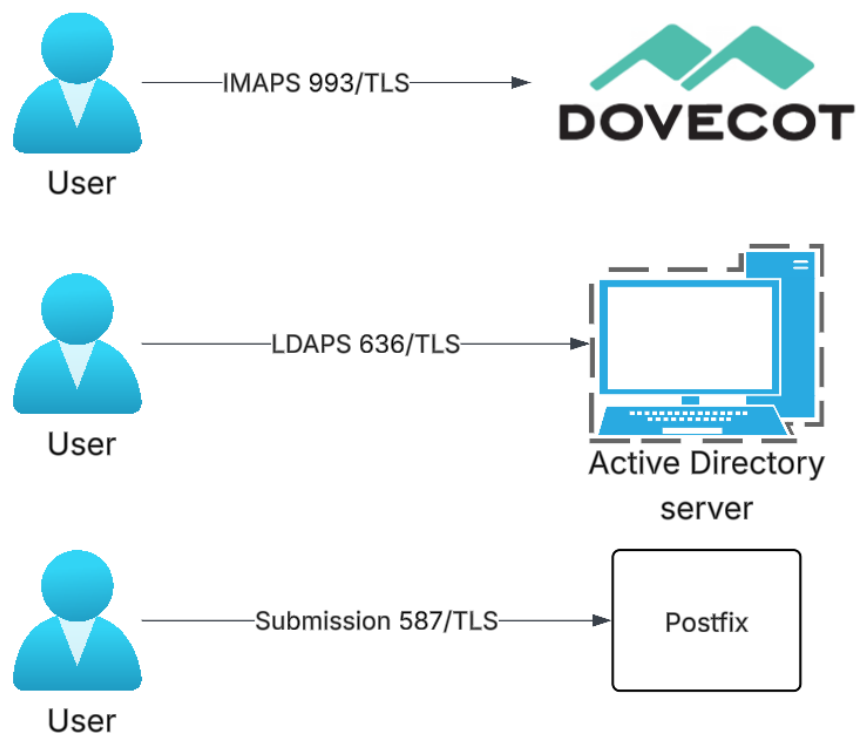 IMAPS 993/TLS
DOVECOT
User
LDAPS 636/TLS
User
Active Directory
server
Submission 587/TLS
Postfix
User